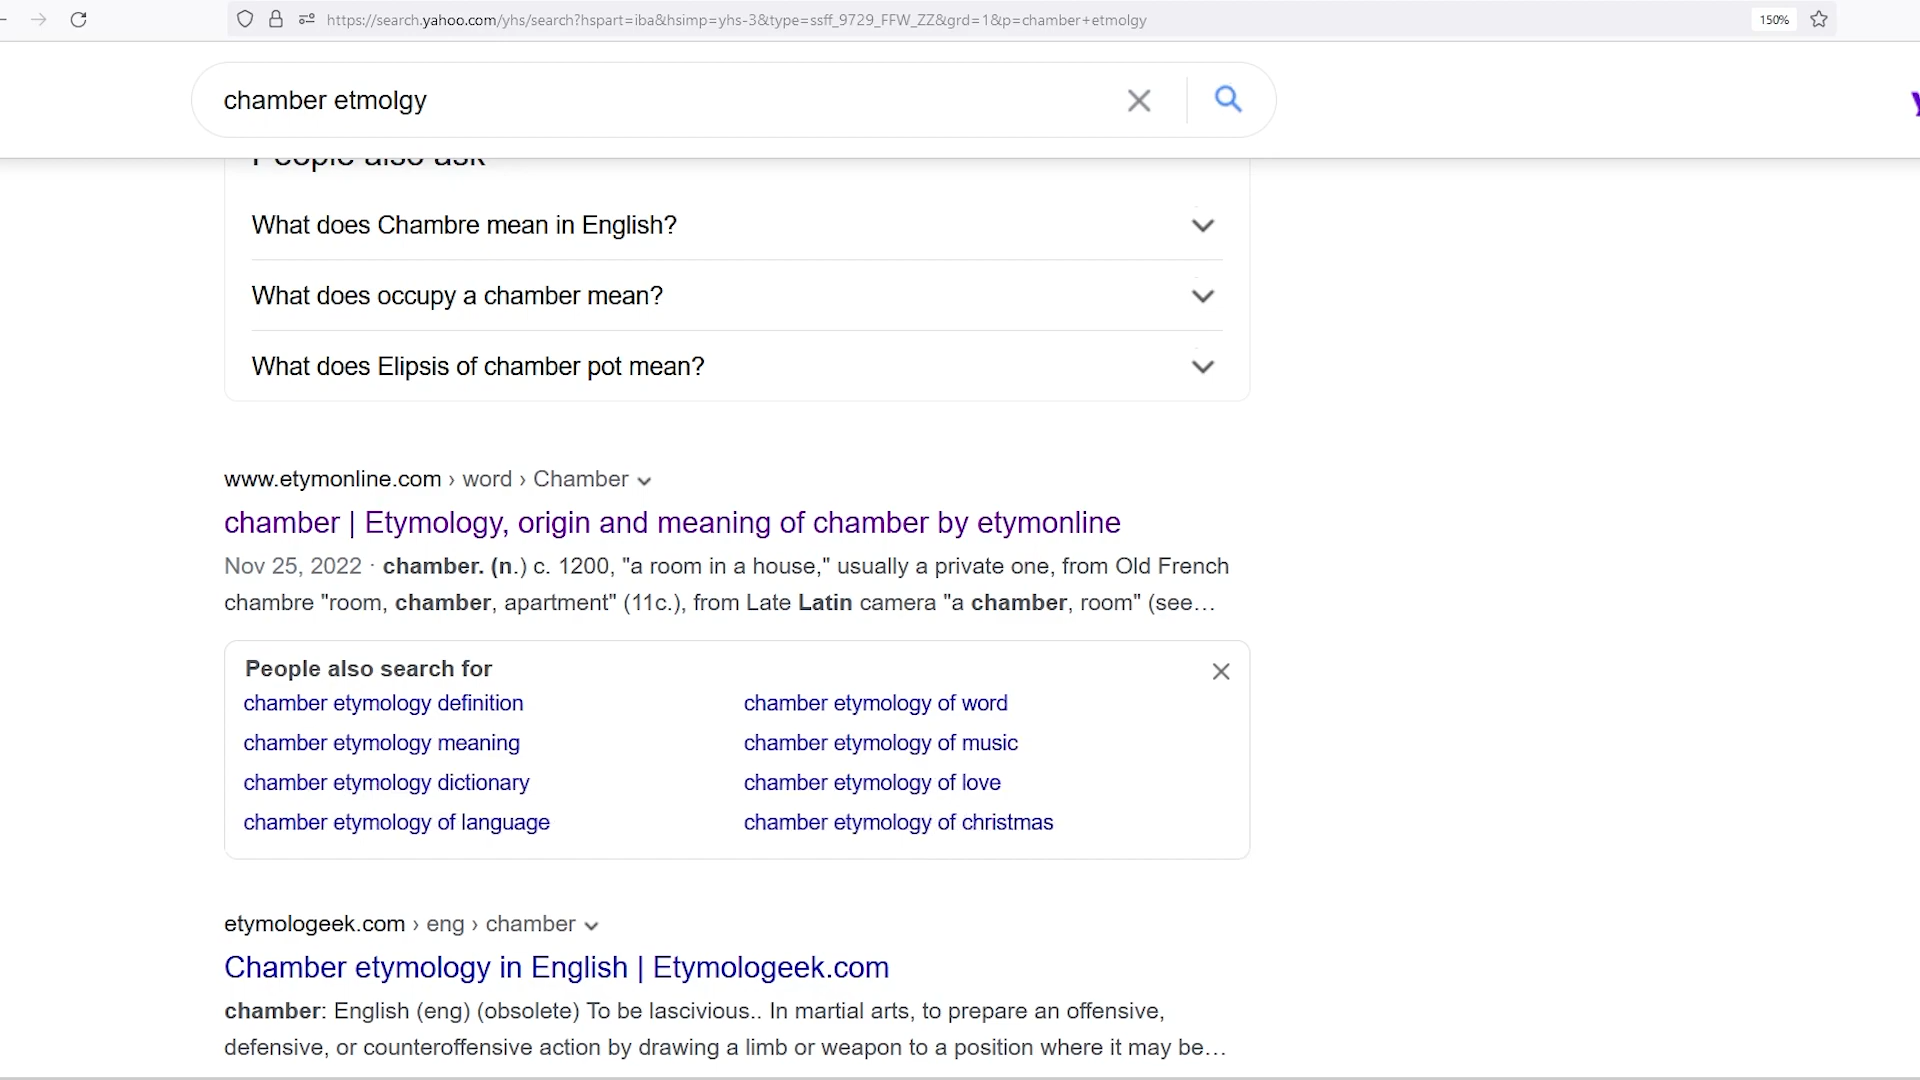 https://search.yahoo.com/yhs/search?hspart=iba&hsimp=yhs-3&type=ssff_9729_FFW_ZZ&grd=1&p=chamber+etmolgy
150%
chamber etmolgy
People also ask
What does Chambre mean in English?
What does occupy a chamber mean?
What does Elipsis of chamber pot mean?
www.etymonline.com › word › Chamber
chamber | Etymology, origin and meaning of chamber by etymonline
Nov 25, 2022 · chamber. (n.) c. 1200, "a room in a house," usually a private one, from Old French
chambre "room, chamber, apartment" (11c.), from Late Latin camera "a chamber, room" (see...
People also search for
chamber etymology definition
chamber etymology of word
chamber etymology meaning
chamber etymology of music
chamber etymology dictionary
chamber etymology of love
chamber etymology of language
chamber etymology of christmas
etymologeek.com › eng › chamber
Chamber etymology in English | Etymologeek.com
chamber: English (eng) (obsolete) To be lascivious.. In martial arts, to prepare an offensive,
defensive, or counteroffensive action by drawing a limb or weapon to a position where it may be...